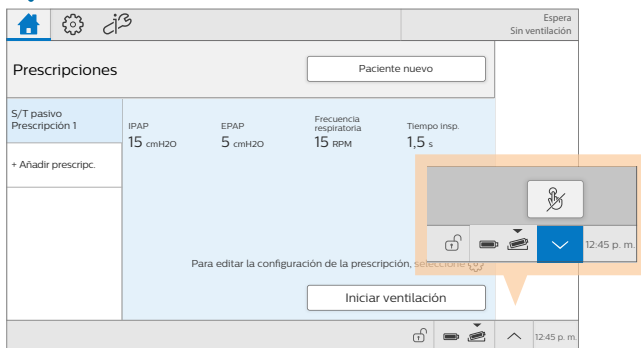 Espera
Sin ventilación
Prescripciones
Paciente nuevo
S/T pasivo
Prescripción 1
+ Añadir prescripc.
IPAP
15 cmH2O
EPAP
5 cmH2O
Frecuencia
respiratoria
15 RPM
Tiempo insp.
1,5 s
12:45 p. m.
Para editar la configuración de la prescripción, seleccione
Iniciar ventilación
12:45 p. m.